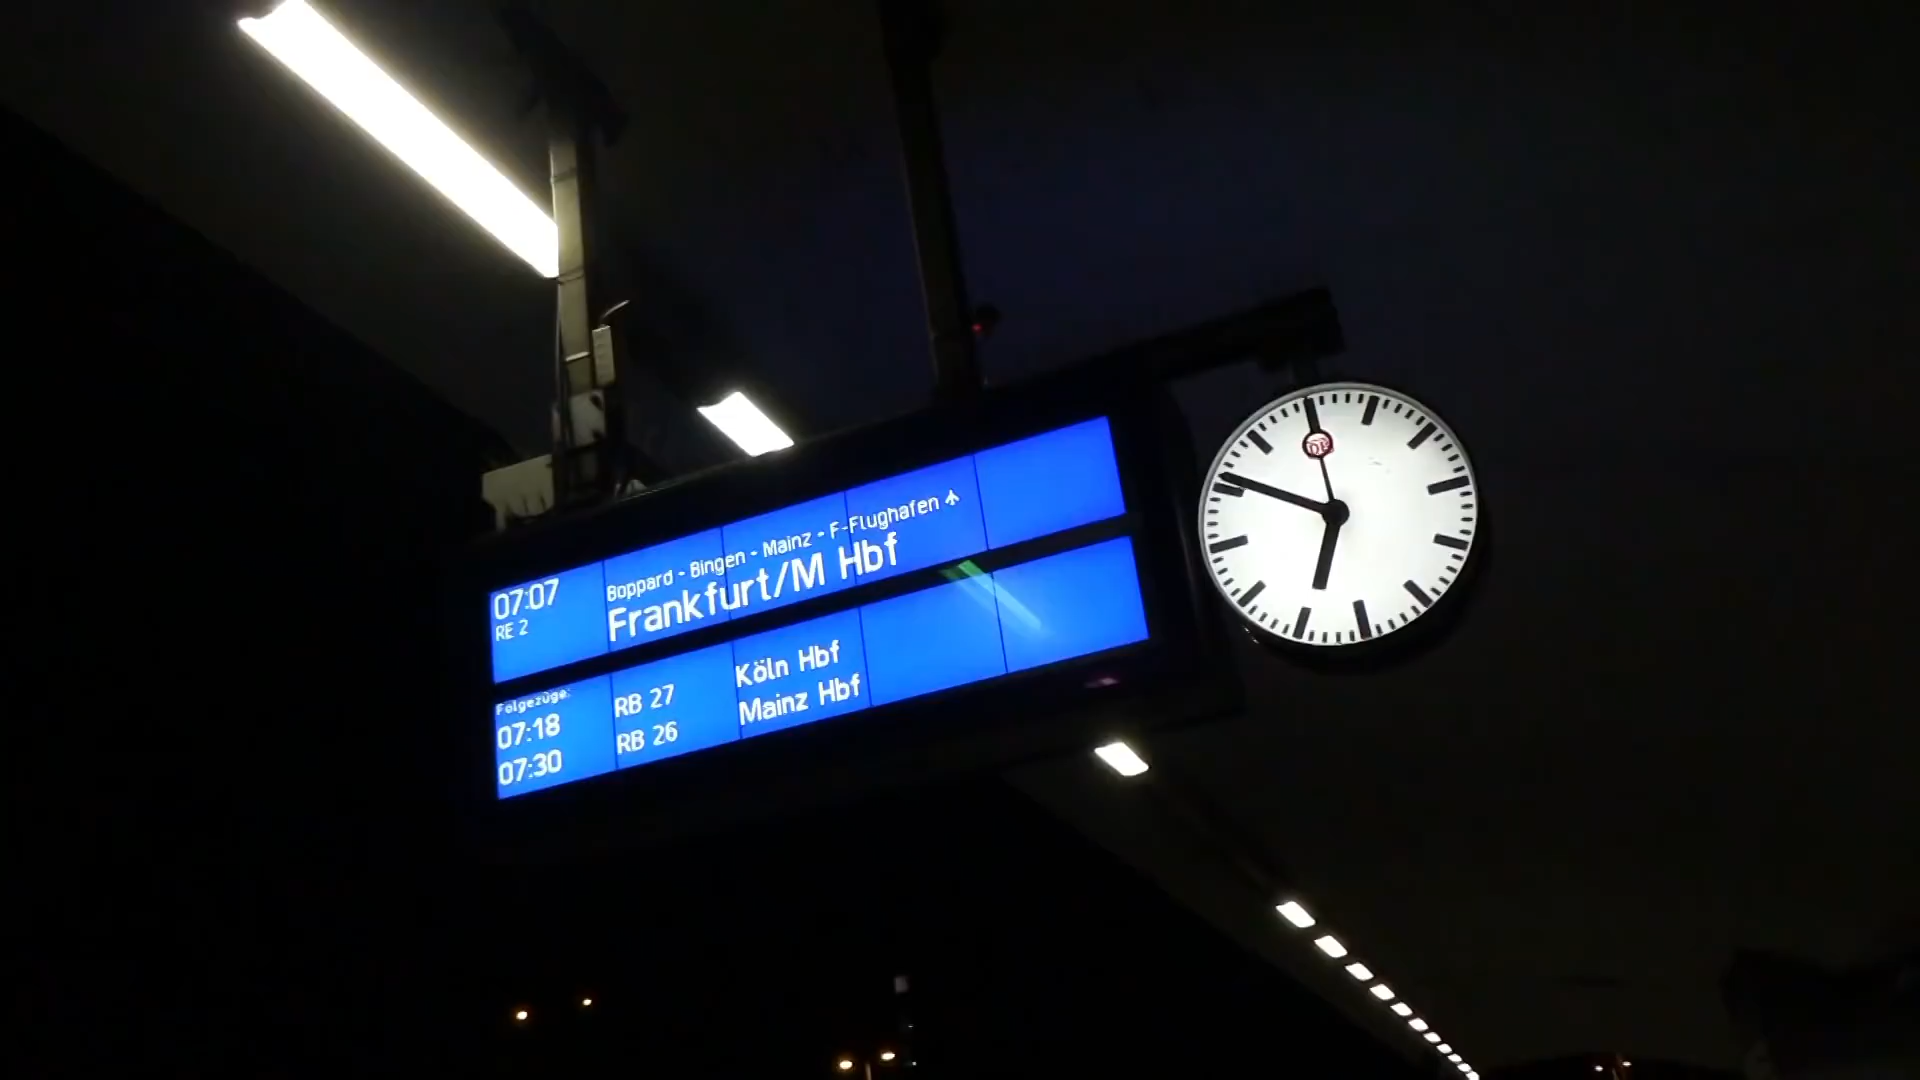 07:07
RE 2
Boppard - Bingen - Mainz - F-Flughafen
Frankfurt/M Hbf
Folgezüge:
07:18 RB 27 Köln Hbf
07:30 RB 26 Mainz Hbf
DB